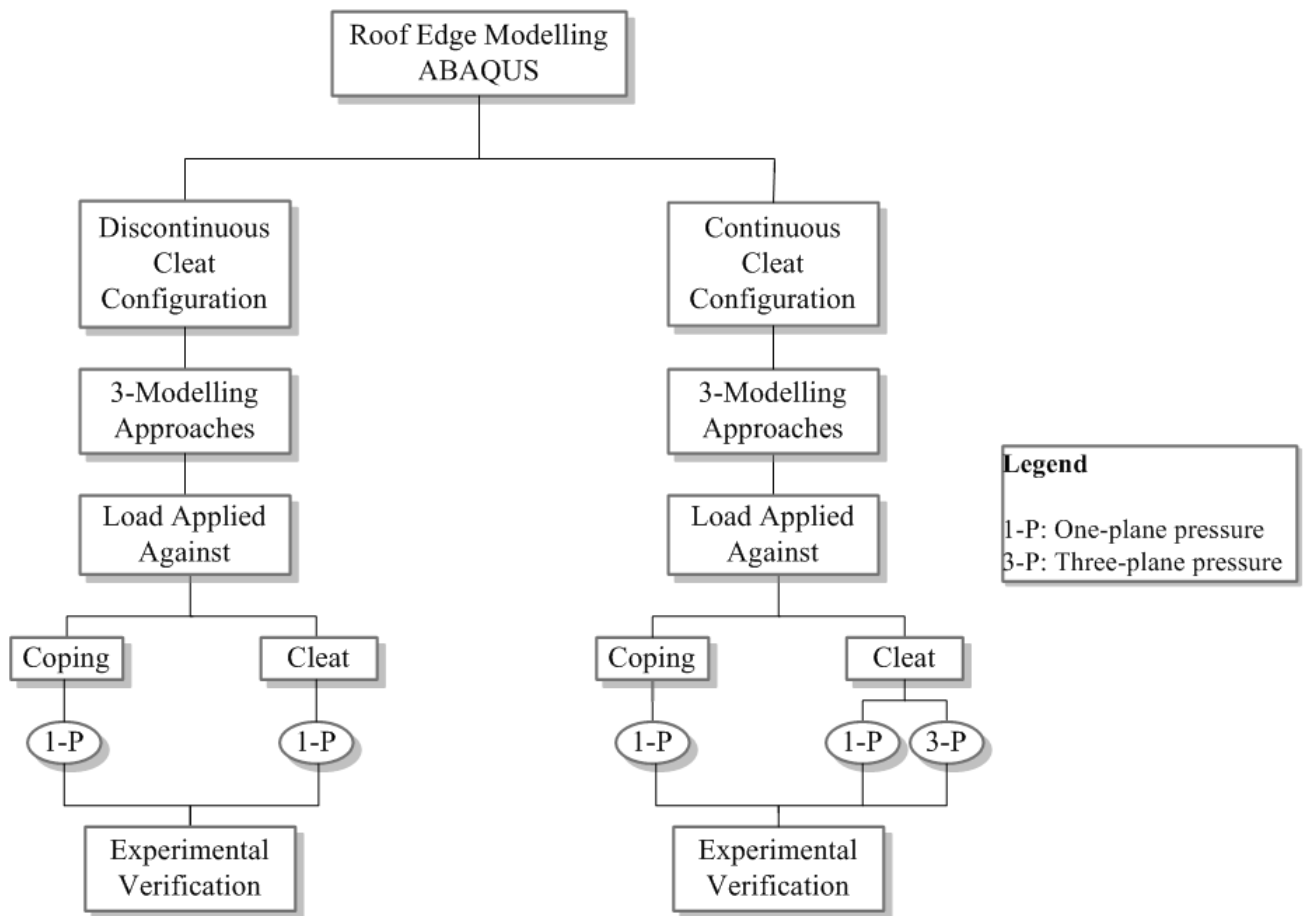 Roof Edge Modelling
ABAQUS
Discontinuous
Cleat
Configuration
Continuous
Cleat
Configuration
3-Modelling
Approaches
3-Modelling
Approaches
Legend
1-P: One-plane pressure
3-P: Three-plane pressure
Load Applied
Against
Load Applied
Against
Coping
Cleat
Coping
Cleat
1-P
1-P
1-P
1-P
3-P
Experimental
Verification
Experimental
Verification